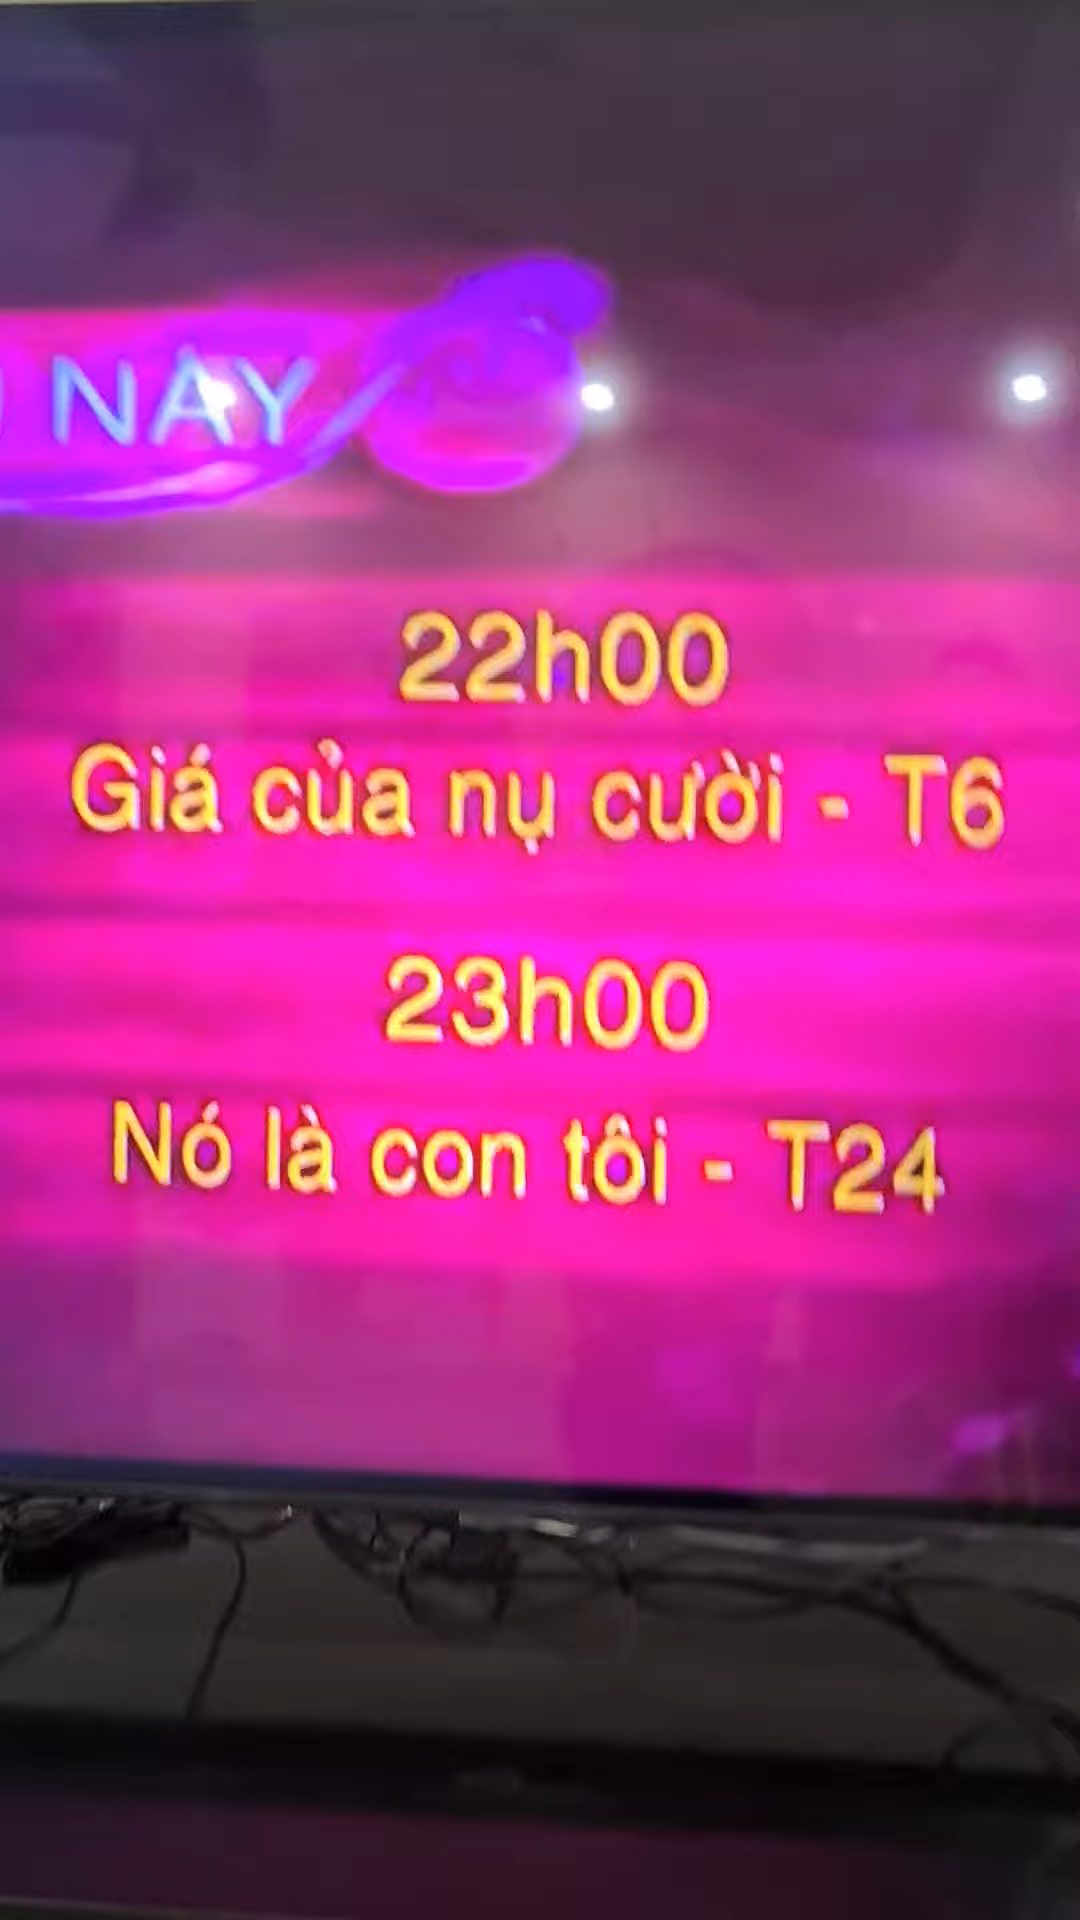 NAY
22h00
Giá của nụ cười - T6
23h00
Nó là con tôi - T24